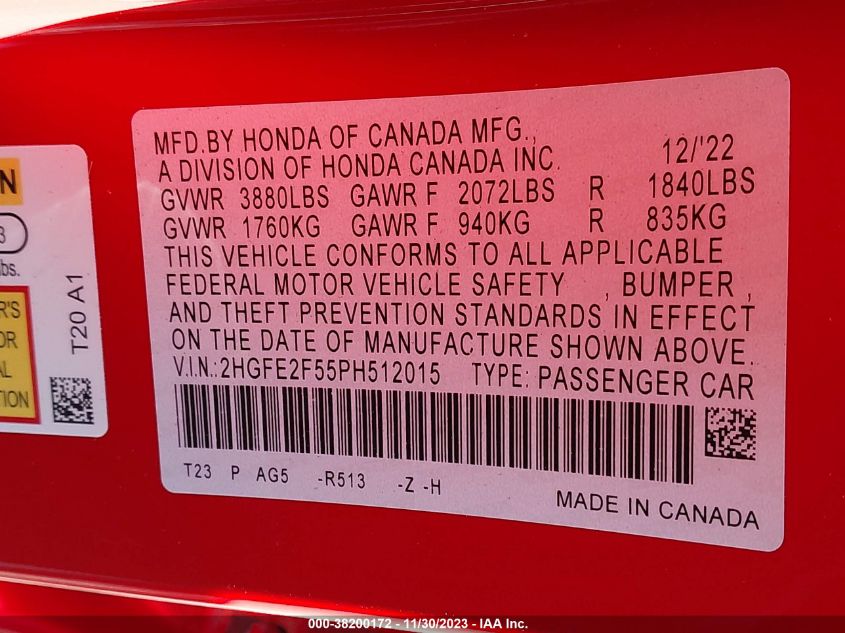 MFD.BY HONDA OF CANADA MFG.,
A DIVISION OF HONDA CANADA INC. 12/'22
GVWR 3880LBS GAWR F 2072LBS R 1840LBS
GVWR 1760KG GAWR F 940KG R 835KG
THIS VEHICLE CONFORMS TO ALL APPLICABLE
FEDERAL MOTOR VEHICLE SAFETY , BUMPER ,
AND THEFT PREVENTION STANDARDS IN EFFECT
ON THE DATE OF MANUFACTURE SHOWN ABOVE.
V.I.N.:2HGFE2F55PH512015 TYPE: PASSENGER CAR
T23 P AG5 -R513 -Z -H
MADE IN CANADA
T20 A1
000-38200172 - 11/30/2023 - IAA Inc.